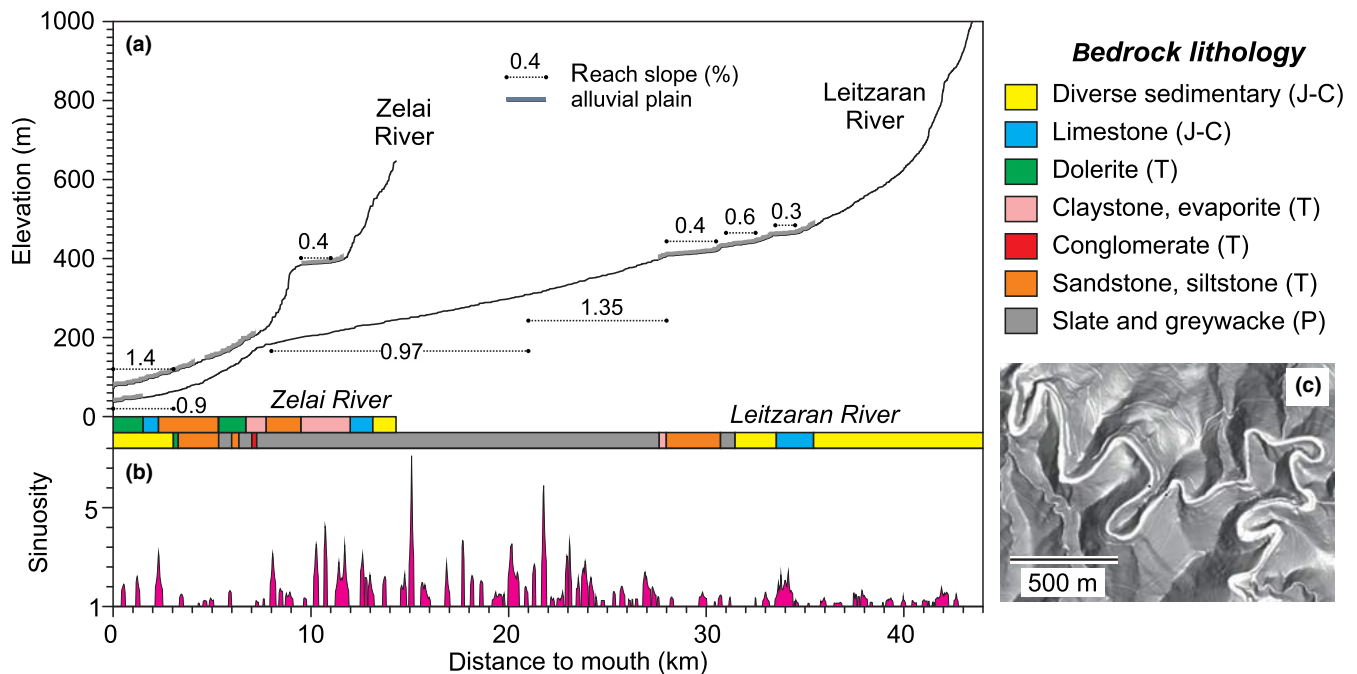 (a)
1000
800
600
400
200
0
Elevation (m)
0.4
Reach slope (%)
alluvial plain
Zelai
River
Leitzaran
River
0.4
0.4
0.6
0.3
1.35
1.4
0.97
0.9
Zelai River
Leitzaran River
(b)
Sinuosity
5
1
0
10
20
30
40
Distance to mouth (km)
Bedrock lithology
Diverse sedimentary (J-C)
Limestone (J-C)
Dolerite (T)
Claystone, evaporite (T)
Conglomerate (T)
Sandstone, siltstone (T)
Slate and greywacke (P)
(c)
500 m